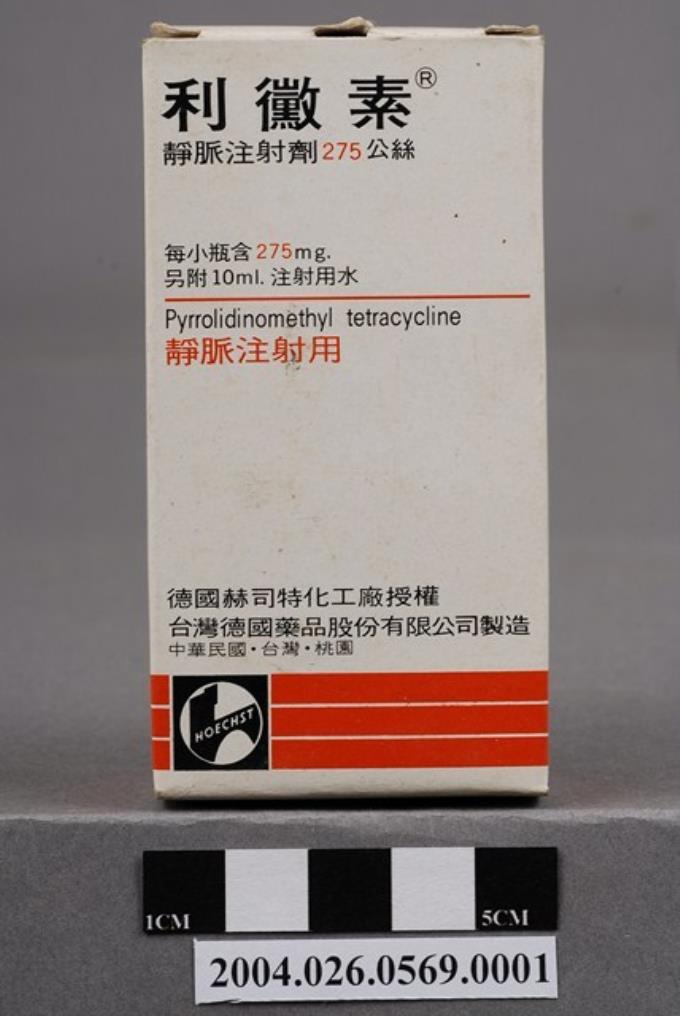 利黴素®
靜脈注射劑275公絲
每小瓶含275mg.
另附10ml. 注射用水
Pyrrolidinomethyl tetracycline
靜脈注射用
德國赫司特化工廠授權
台灣德國藥品股份有限公司製造
中華民國·台灣·桃園
HOECHST
1CM 5CM
2004.026.0569.0001